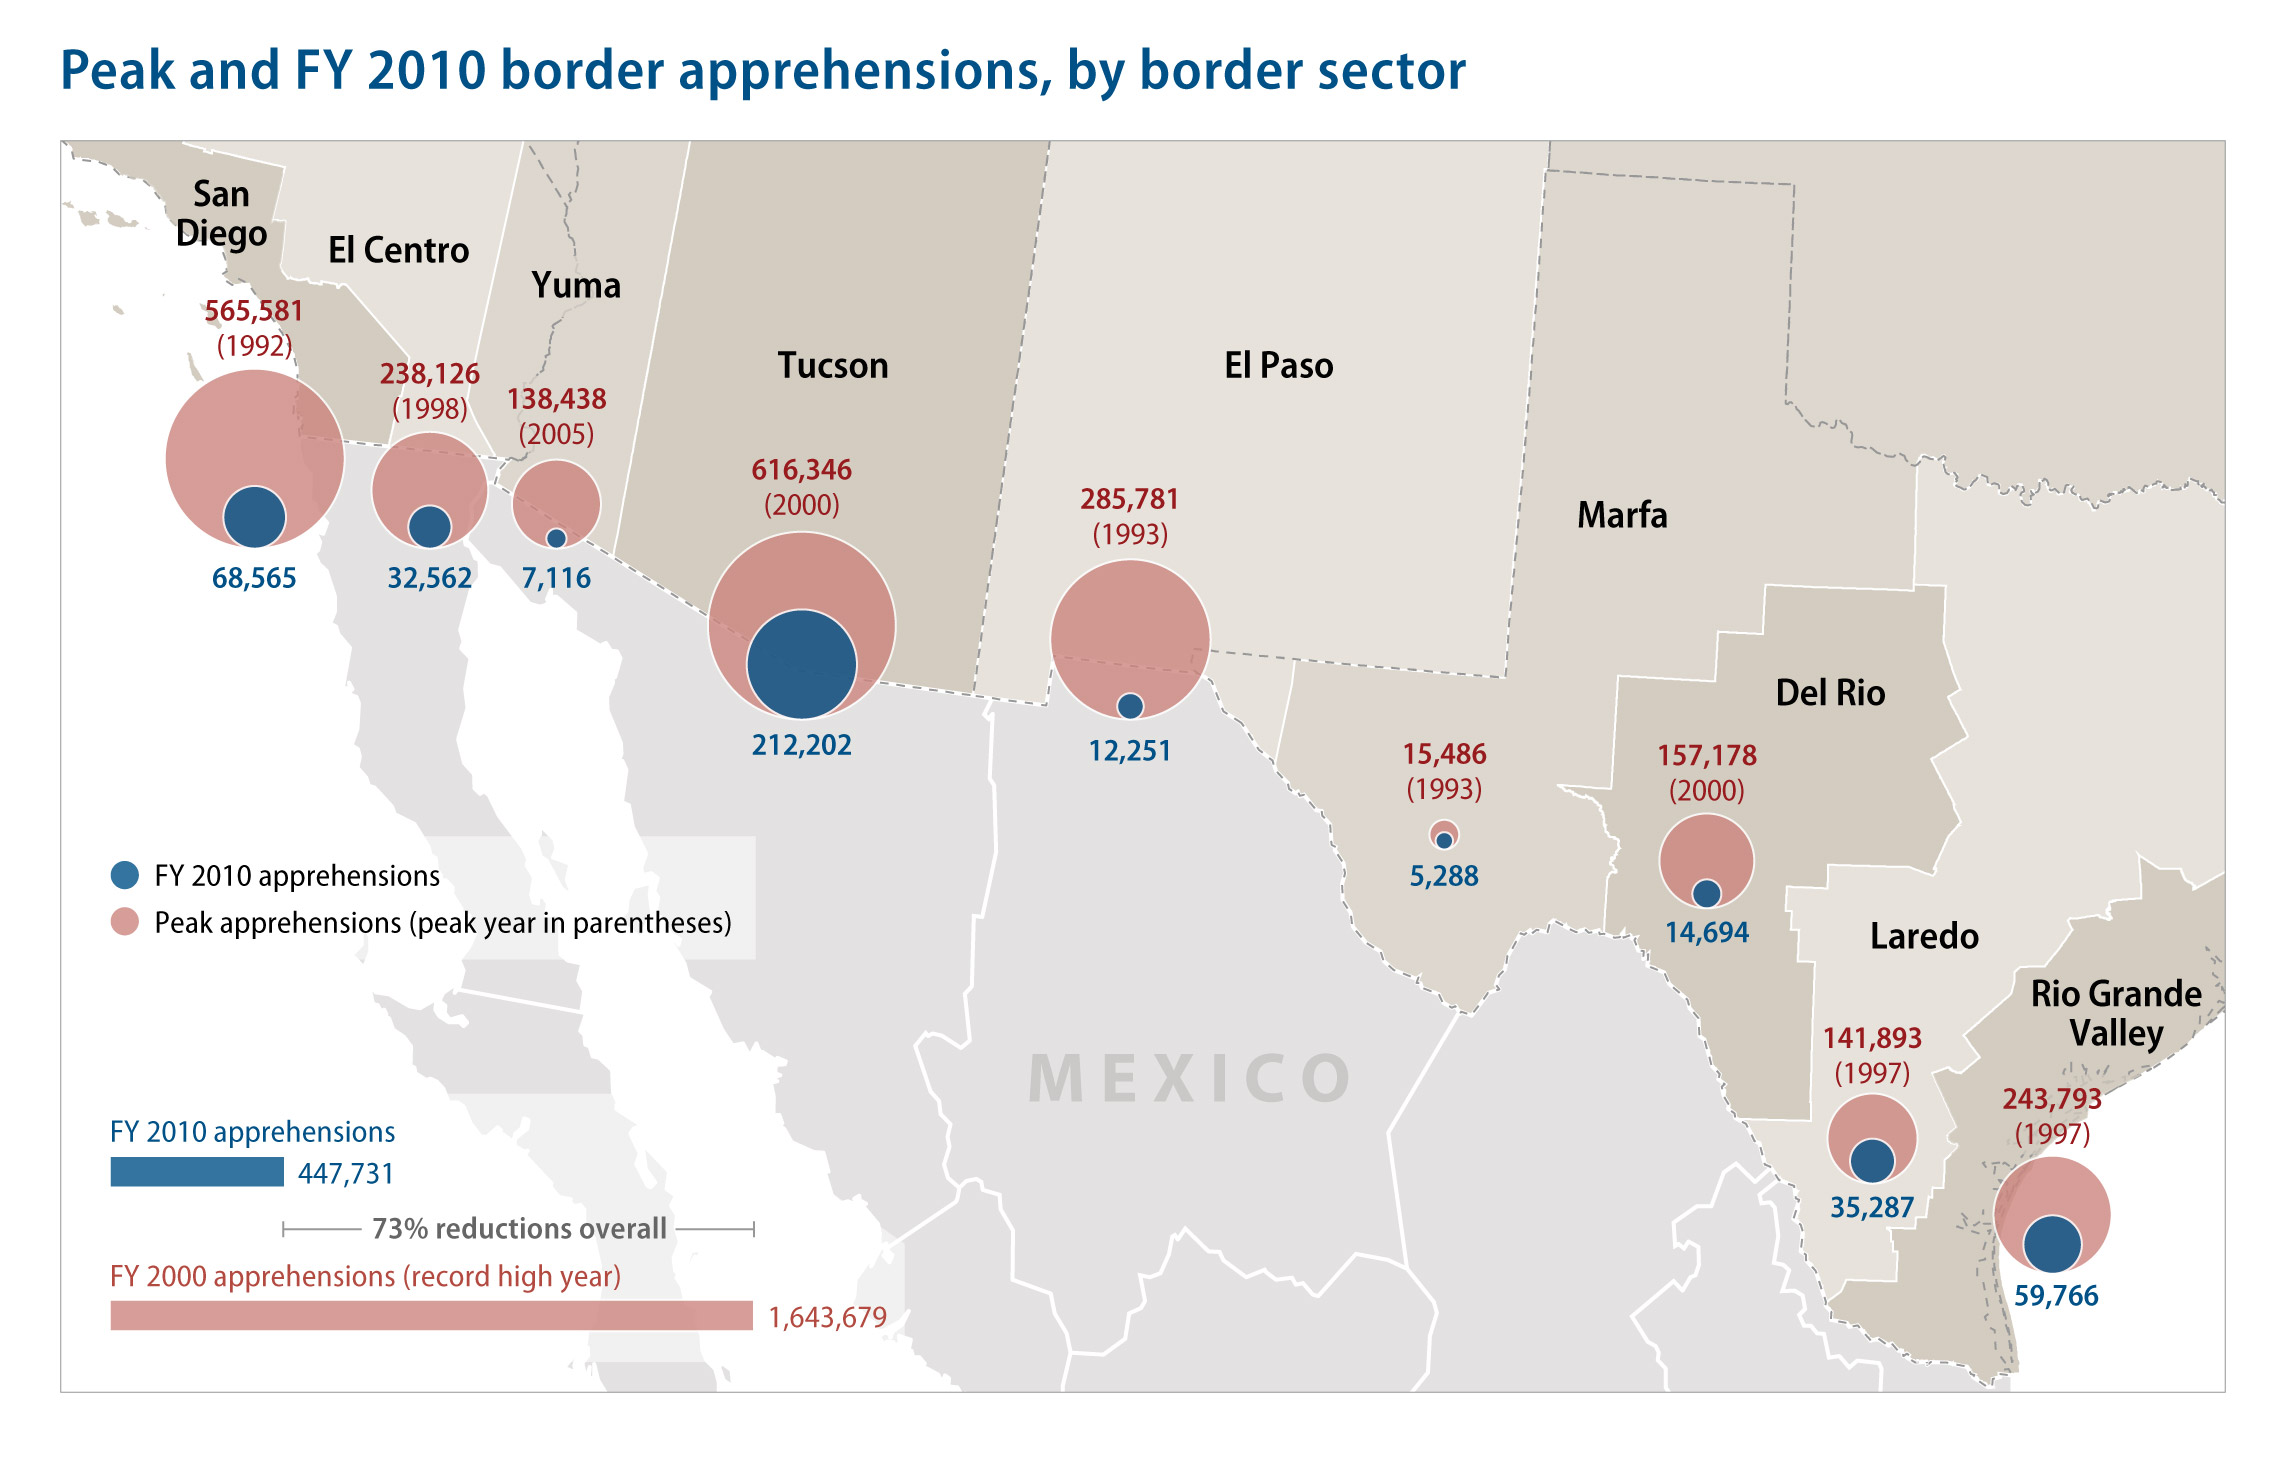 Peak and FY 2010 border apprehensions, by border sector
San
Diego
565,581
(1992)
68,565
El Centro
238,126
(1998)
32,562
Yuma
138,438
(2005)
7,116
Tucson
616,346
(2000)
212,202
El Paso
285,781
(1993)
12,251
Marfa
15,486
(1993)
5,288
Del Rio
157,178
(2000)
14,694
Laredo
141,893
(1997)
35,287
Rio Grande
Valley
243,793
(1997)
59,766
MEXICO
FY 2010 apprehensions
Peak apprehensions (peak year in parentheses)
FY 2010 apprehensions
447,731
73% reductions overall
FY 2000 apprehensions (record high year)
1,643,679